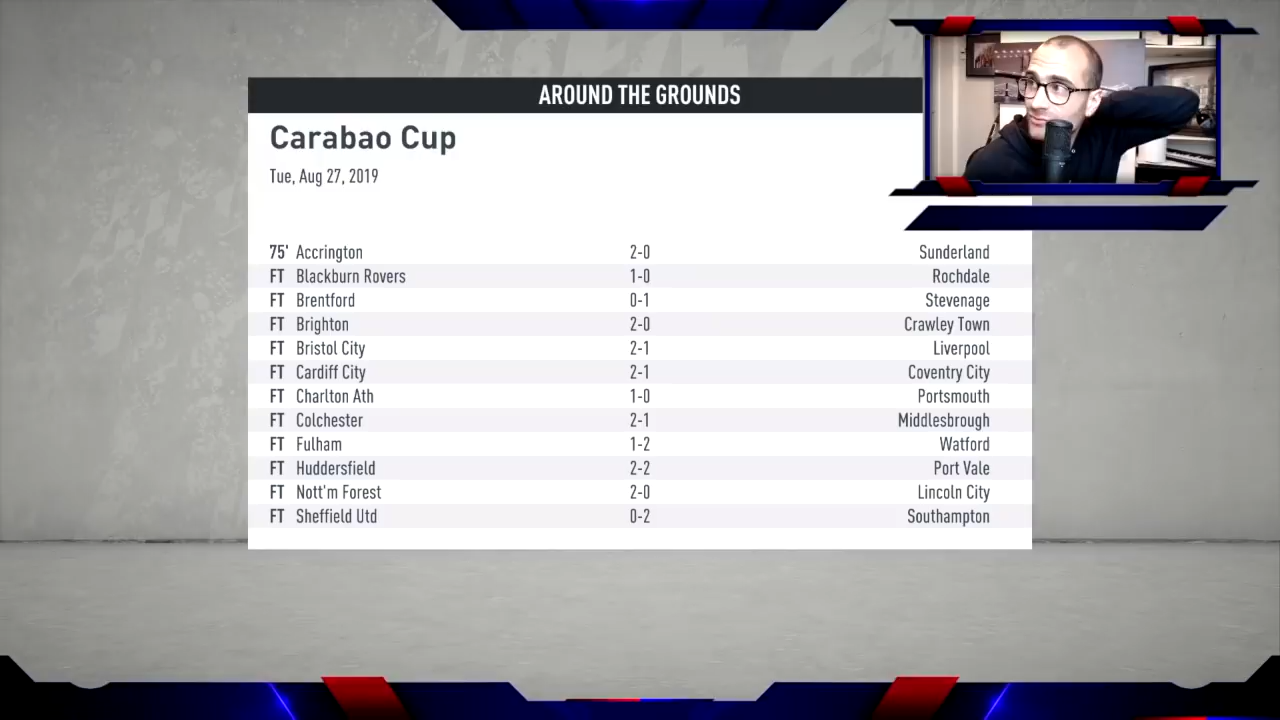 AROUND THE GROUNDS
Carabao Cup
Tue, Aug 27, 2019
75' Accrington 2-0 Sunderland
FT Blackburn Rovers 1-0 Rochdale
FT Brentford 0-1 Stevenage
FT Brighton 2-0 Crawley Town
FT Bristol City 2-1 Liverpool
FT Cardiff City 2-1 Coventry City
FT Charlton Ath 1-0 Portsmouth
FT Colchester 2-1 Middlesbrough
FT Fulham 1-2 Watford
FT Huddersfield 2-2 Port Vale
FT Nott'm Forest 2-0 Lincoln City
FT Sheffield Utd 0-2 Southampton